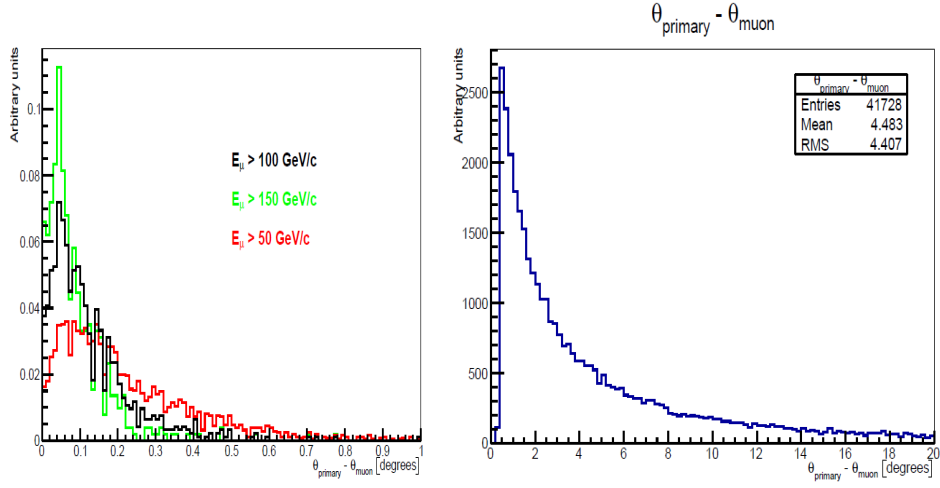 θprimary - θmuon
Arbitrary units
0.1
0.08
0.06
0.04
0.02
0
E_μ > 100 GeV/c
E_μ > 150 GeV/c
E_μ > 50 GeV/c
0 0.1 0.2 0.3 0.4 0.5 0.6 0.7 0.8 0.9 1
θprimary - θmuon [degrees]
Arbitrary units
2500
2000
1500
1000
500
0
θprimary - θmuon
Entries 41728
Mean 4.483
RMS 4.407
0 2 4 6 8 10 12 14 16 18 20
θprimary - θmuon [degrees]